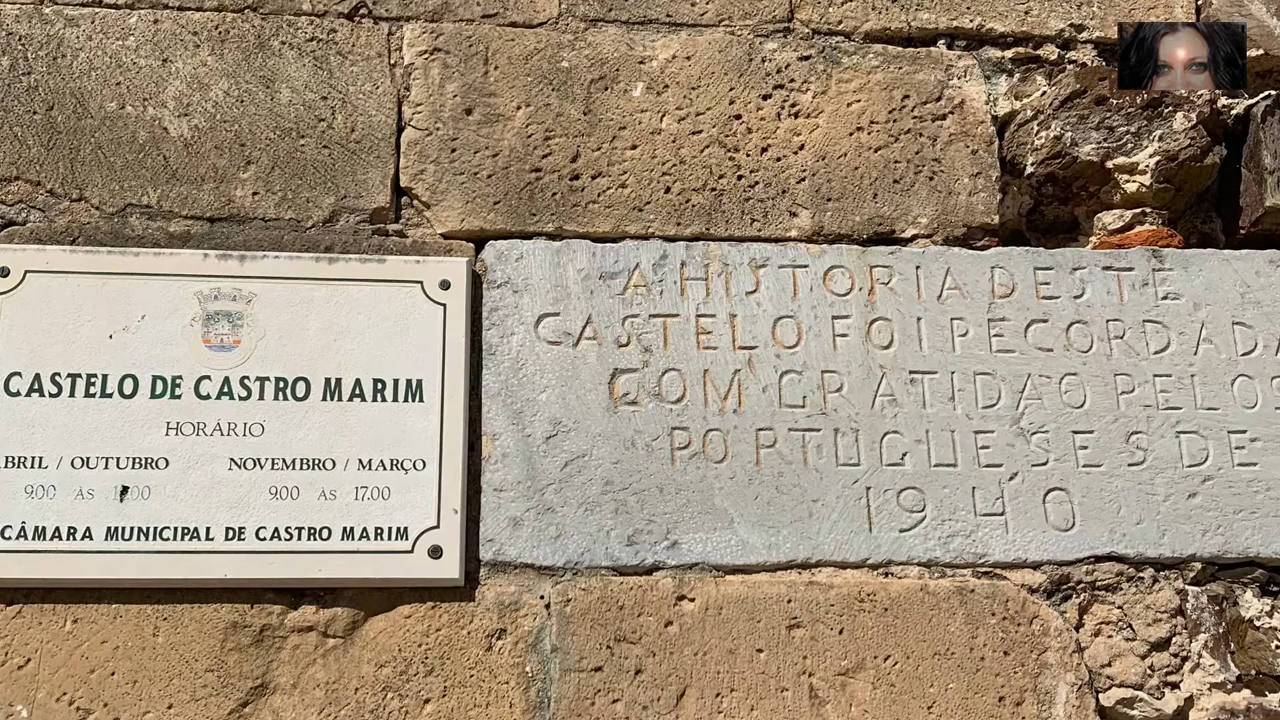 CASTELO DE CASTRO MARIM
HORÁRIO
BRIL / OUTUBRO NOVEMBRO / MARÇO
9.00 ÀS 9.00 ÀS 17.00
CÂMARA MUNICIPAL DE CASTRO MARIM
A HISTORIA DESTE
CASTELO FOI RECORDADA
COM GRATIDAO PELOS
PORTUGUESES DE
1940